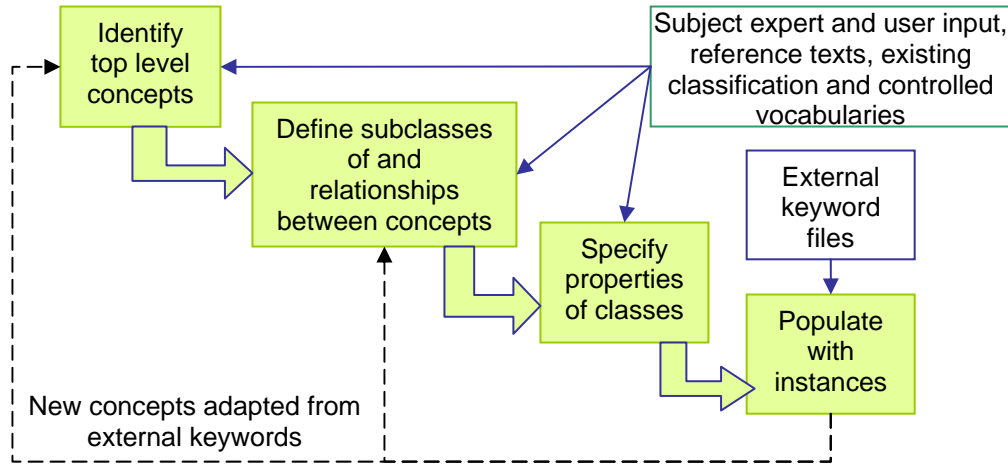 Identify
top level
concepts
Subject expert and user input,
reference texts, existing
classification and controlled
vocabularies
Define subclasses
of and
relationships
between concepts
External
keyword
files
Specify
properties
of classes
Populate
with
instances
New concepts adapted from
external keywords